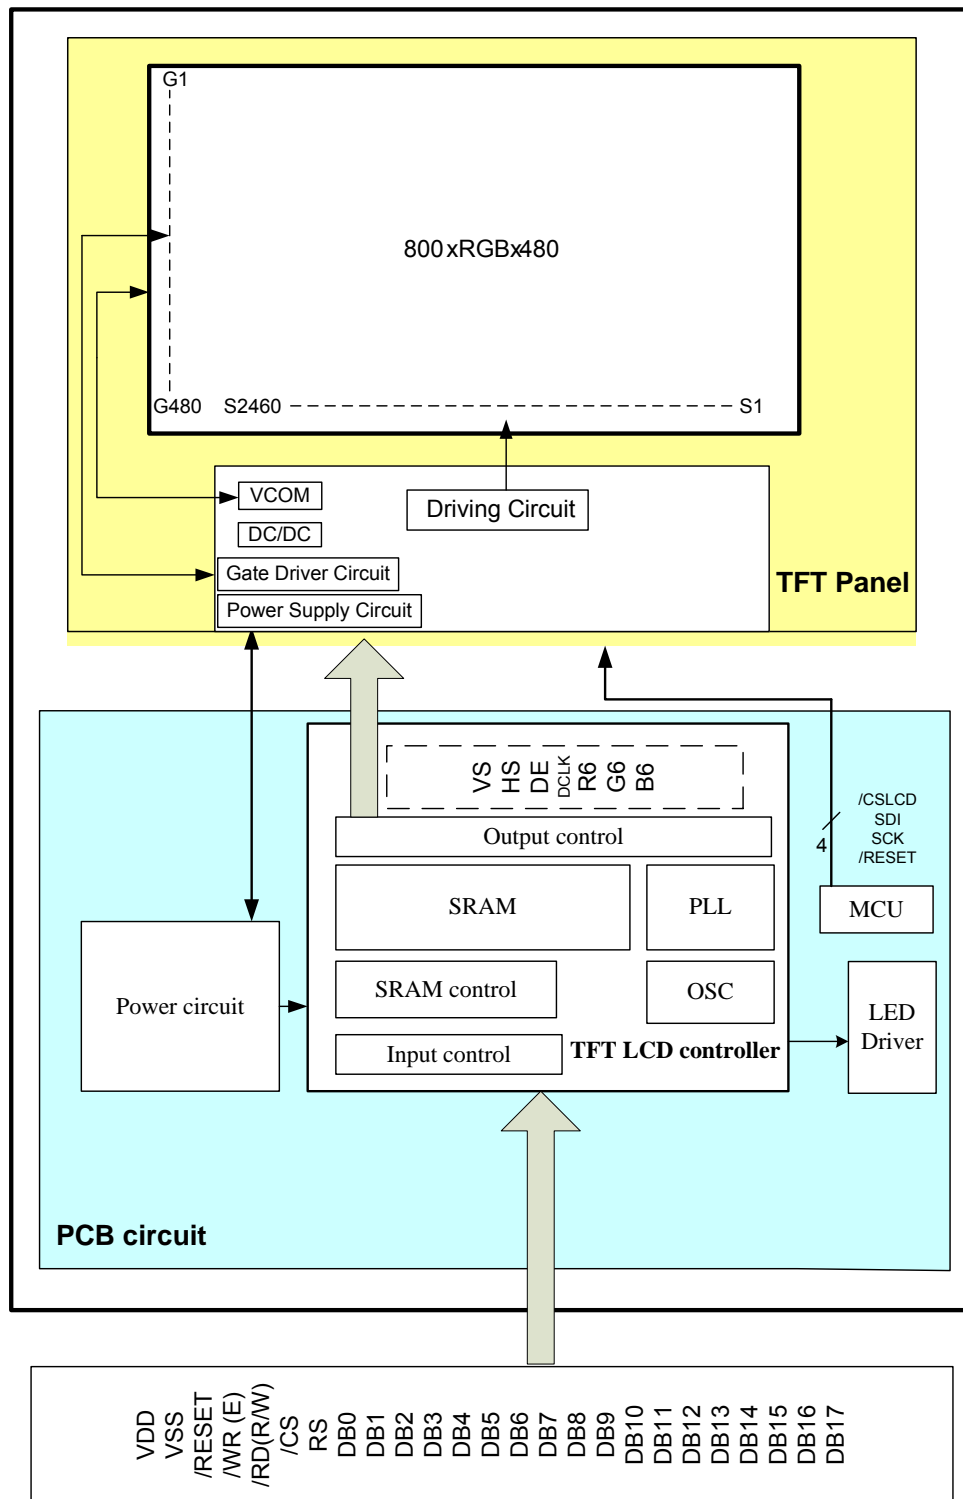 G1
800xRGBx480
G480 S2460 S1
VCOM
Driving Circuit
DC/DC
Gate Driver Circuit
Power Supply Circuit
TFT Panel
VS
HS
DE
DCLK
R6
G6
B6
/CSLCD
SDI
SCK
/RESET
4
Output control
SRAM
PLL
MCU
SRAM control
OSC
Power circuit
LED
Driver
Input control
TFT LCD controller
PCB circuit
VDD
VSS
/RESET
/WR (E)
/RD(R/W)
/CS
RS
DB0
DB1
DB2
DB3
DB4
DB5
DB6
DB7
DB8
DB9
DB10
DB11
DB12
DB13
DB14
DB15
DB16
DB17